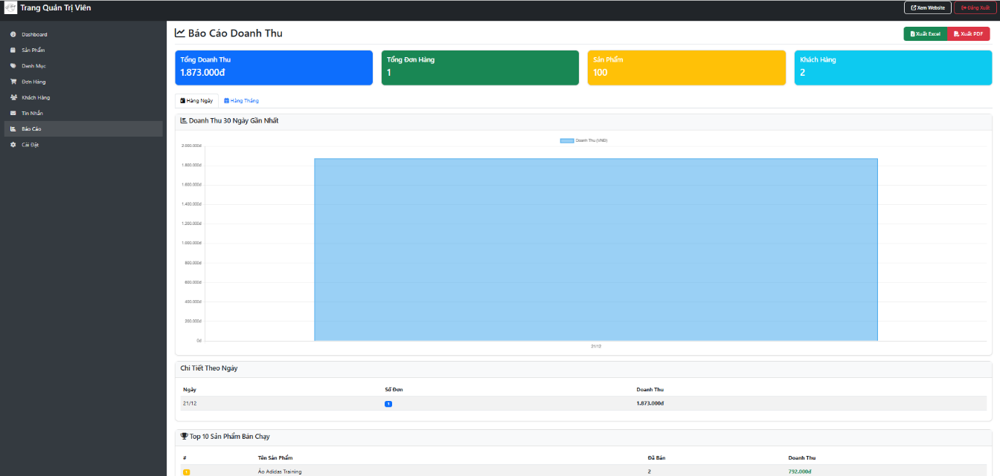 Trang Quản Trị Viên
Xem Website
Đăng Xuất
Dashboard
Sản Phẩm
Danh Mục
Đơn Hàng
Khách Hàng
Tin Nhắn
Báo Cáo
Cài Đặt
Báo Cáo Doanh Thu
Xuất Excel
Xuất PDF
Tổng Doanh Thu
1.873.000đ
Tổng Đơn Hàng
1
Sản Phẩm
100
Khách Hàng
2
Hàng Ngày
Hàng Tháng
Doanh Thu 30 Ngày Gần Nhất
Doanh Thu (VNĐ)
2.000.000đ
1.800.000đ
1.600.000đ
1.400.000đ
1.200.000đ
1.000.000đ
800.000đ
600.000đ
400.000đ
200.000đ
0đ
21/12
Chi Tiết Theo Ngày
Ngày Số Đơn Doanh Thu
21/12 1 1.873.000đ
Top 10 Sản Phẩm Bán Chạy
# Tên Sản Phẩm Đã Bán Doanh Thu
1 Áo Adidas Training 2 792.000đ